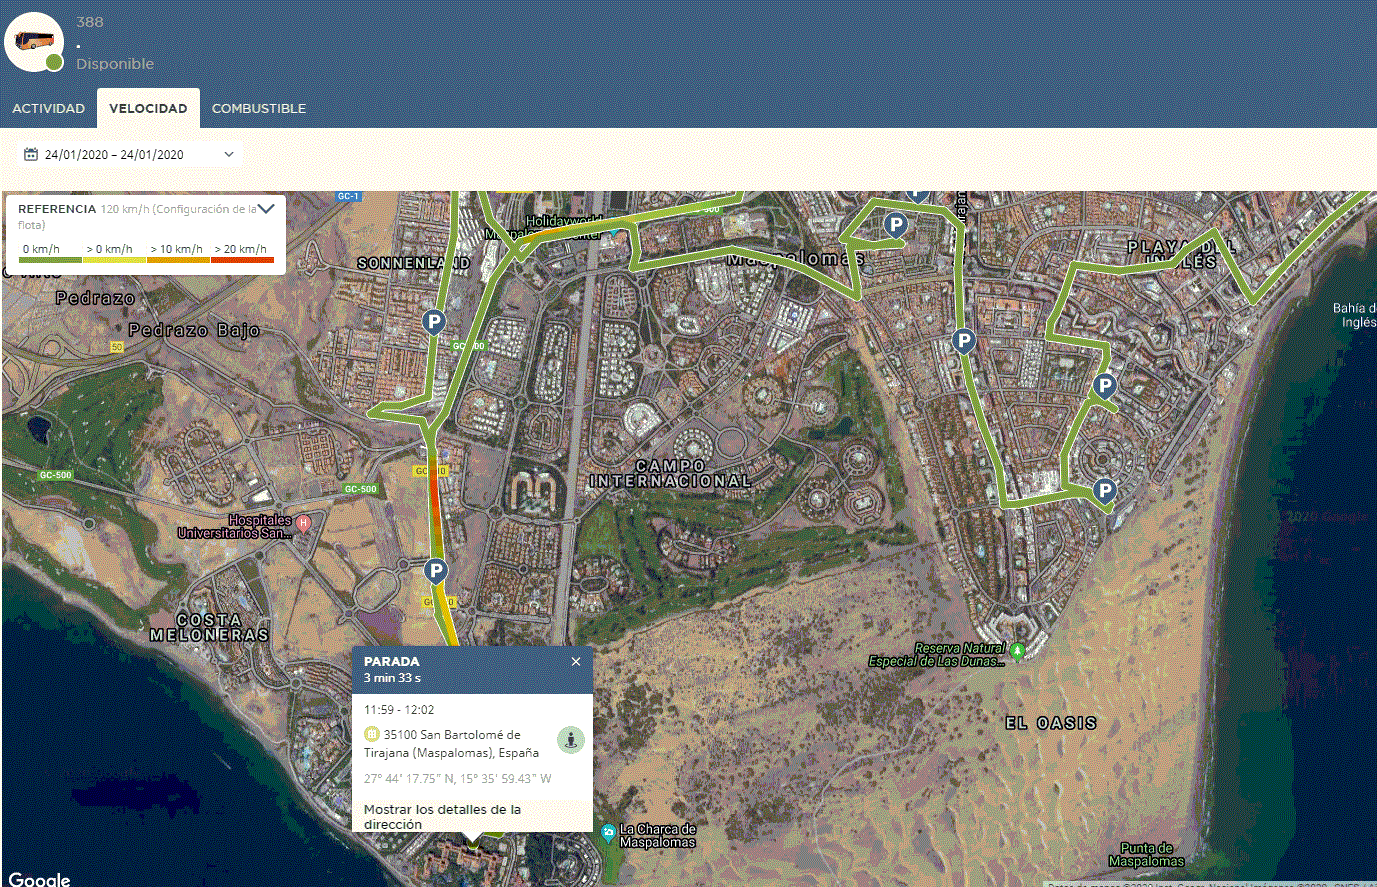 388
.
Disponible
ACTIVIDAD
VELOCIDAD
COMBUSTIBLE
24/01/2020 – 24/01/2020
REFERENCIA 120 km/h (Configuración de la
flota)
0 km/h
> 0 km/h
> 10 km/h
> 20 km/h
GC-1
Holidayworld
SONNENLAND
Maspalomas
PLAYA DEL
INGLÉS
Pedrazo
Pedrazo Bajo
50
Bahía d
Inglés
P
P
P
P
P
P
P
CAMPO
INTERNACIONAL
GC-500
GC-500
Hospitales
Universitarios San...
H
COSTA
MELONERAS
PARADA
3 min 33 s
11:59 - 12:02
35100 San Bartolomé de
Tirajana (Maspalomas), España
27° 44' 17.75" N, 15° 35' 59.43" W
Mostrar los detalles de la
dirección
Reserva Natural
Especial de Las Dunas...
EL OASIS
La Charca de
Maspalomas
Punta de
Maspalomas
Google